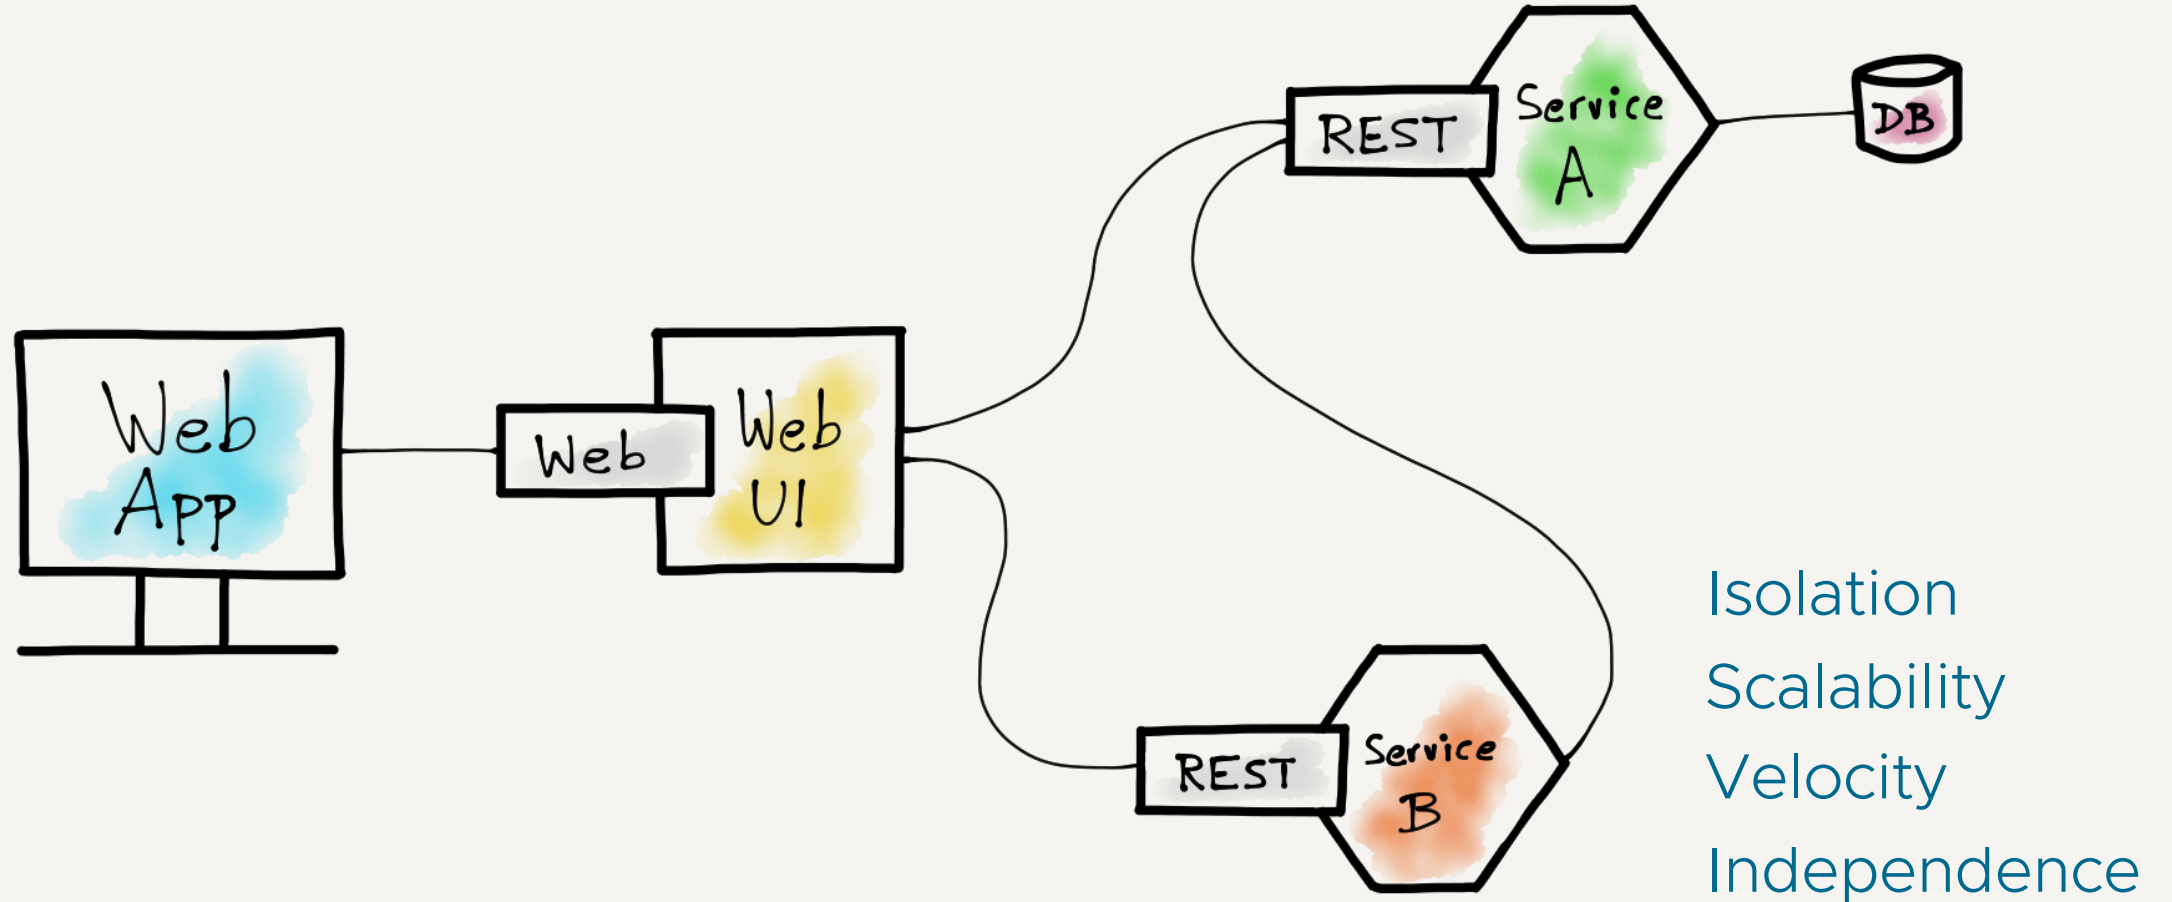 Web
App
Web
Web
UI
REST
Service
A
DB
REST
Service
B
Isolation
Scalability
Velocity
Independence